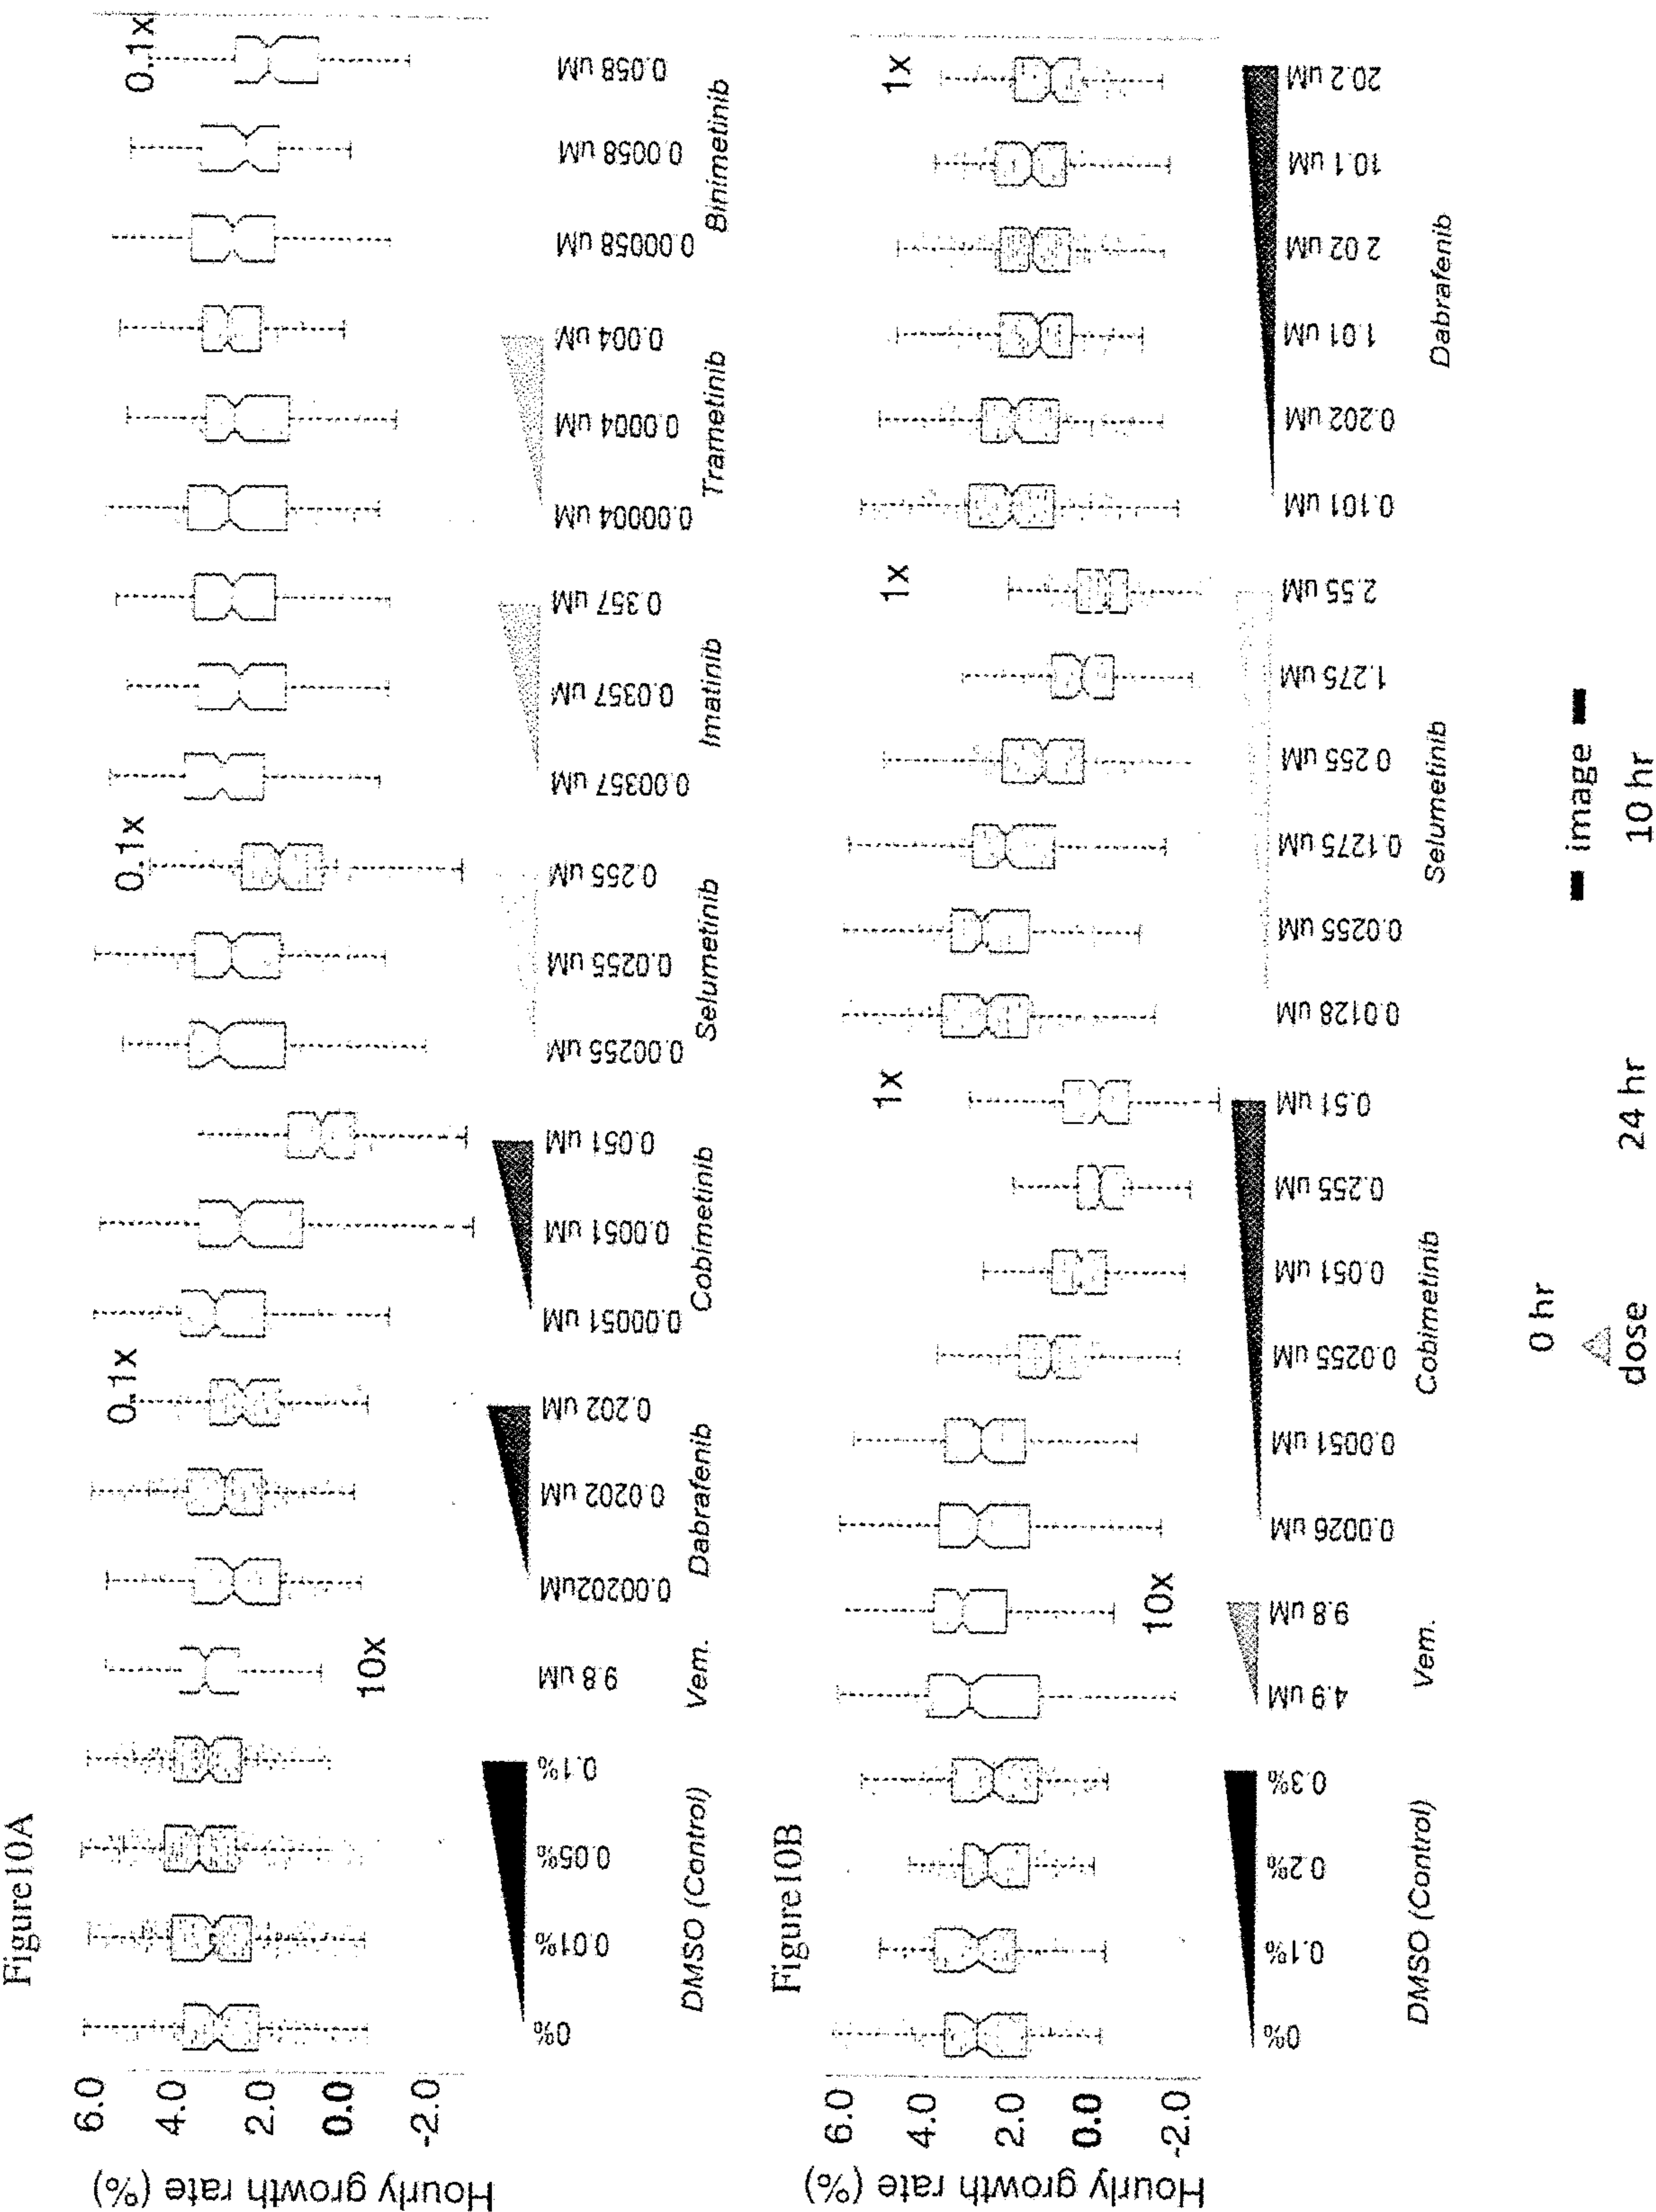 Figure10A
Hourly growth rate (%)
6.0
4.0
2.0
0.0
-2.0
10x
0.1x
0.1x
0.1x
0%
0.01%
0.05%
0.1%
9.8 uM
0.00202uM
0.0202 uM
0.202 uM
0.00051 uM
0.0051 uM
0.051 uM
0.00255 uM
0.0255 uM
0.255 uM
0.00357 uM
0.0357 uM
0.357 uM
0.00004 uM
0.0004 uM
0.004 uM
0.00058 uM
0.0058 uM
0.058 uM
DMSO (Control)
Vem.
Dabrafenib
Cobimetinib
Selumetinib
Imatinib
Trametinib
Binimetinib
Figure10B
Hourly growth rate (%)
6.0
4.0
2.0
0.0
-2.0
10x
1x
1x
1x
0%
0.1%
0.2%
0.3%
4.9 uM
9.8 uM
0.0026 uM
0.0051 uM
0.0255 uM
0.051 uM
0.255 uM
0.51 uM
0.0128 uM
0.0255 uM
0.1275 uM
0.255 uM
1.275 uM
2.55 uM
0.101 uM
0.202 uM
1.01 uM
2.02 uM
10.1 uM
20.2 uM
DMSO (Control)
Vem.
Cobimetinib
Selumetinib
Dabrafenib
0 hr
image
dose
24 hr
10 hr